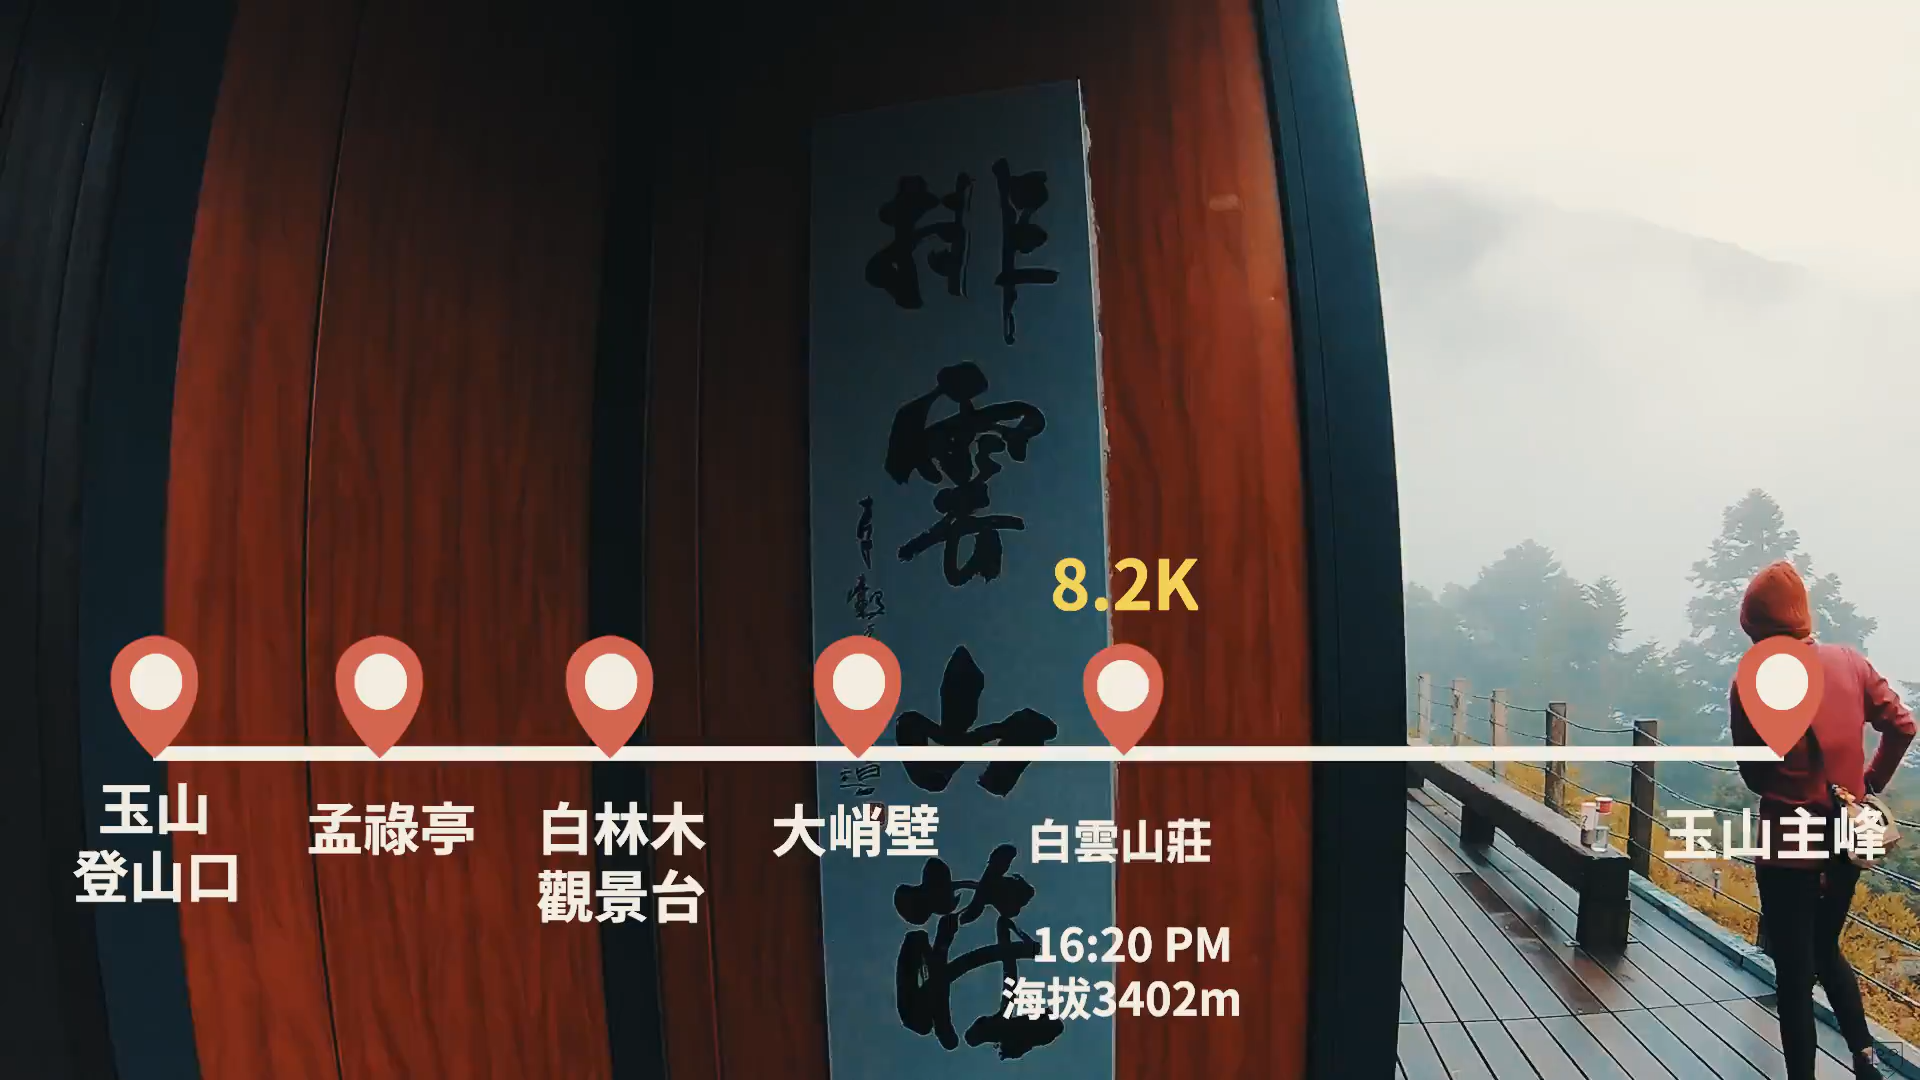 排雲山莊
8.2K
玉山
登山口
孟祿亭
白林木
觀景台
大峭壁
白雲山莊
玉山主峰
16:20 PM
海拔3402m